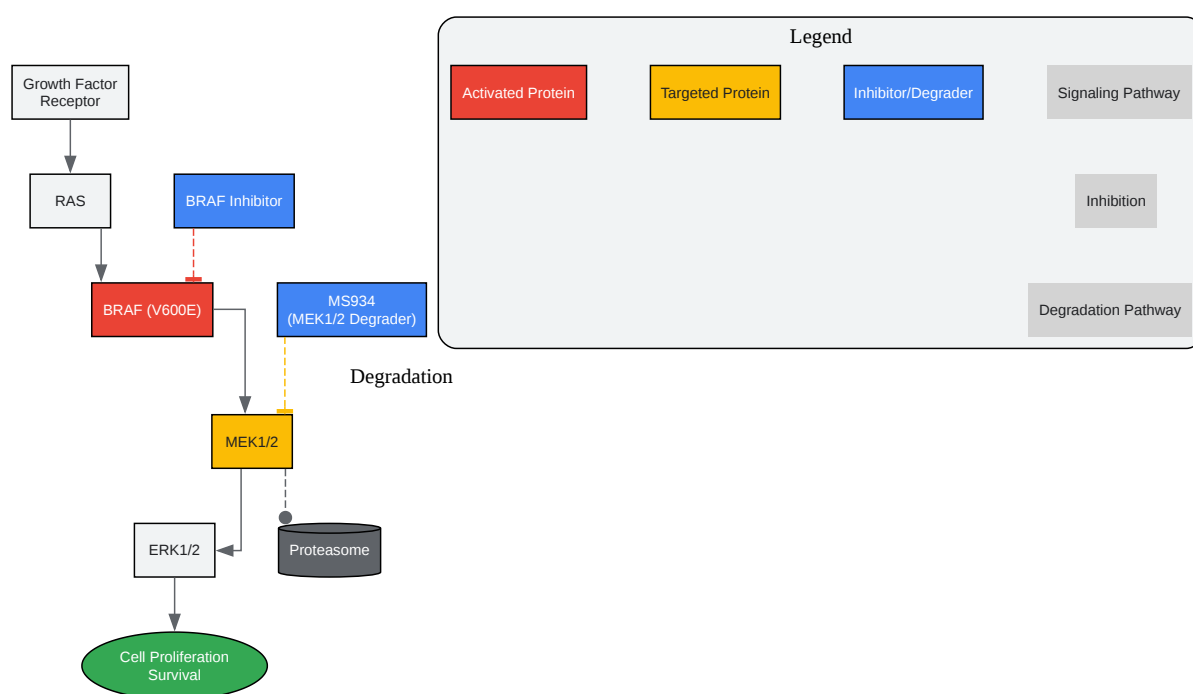 Legend
Growth Factor
Receptor
Activated Protein
Targeted Protein
Inhibitor/Degrader
Signaling Pathway
RAS
BRAF Inhibitor
Inhibition
BRAF (V600E)
MS934
(MEK1/2 Degrader)
Degradation Pathway
Degradation
MEK1/2
ERK1/2
Proteasome
Cell Proliferation
Survival